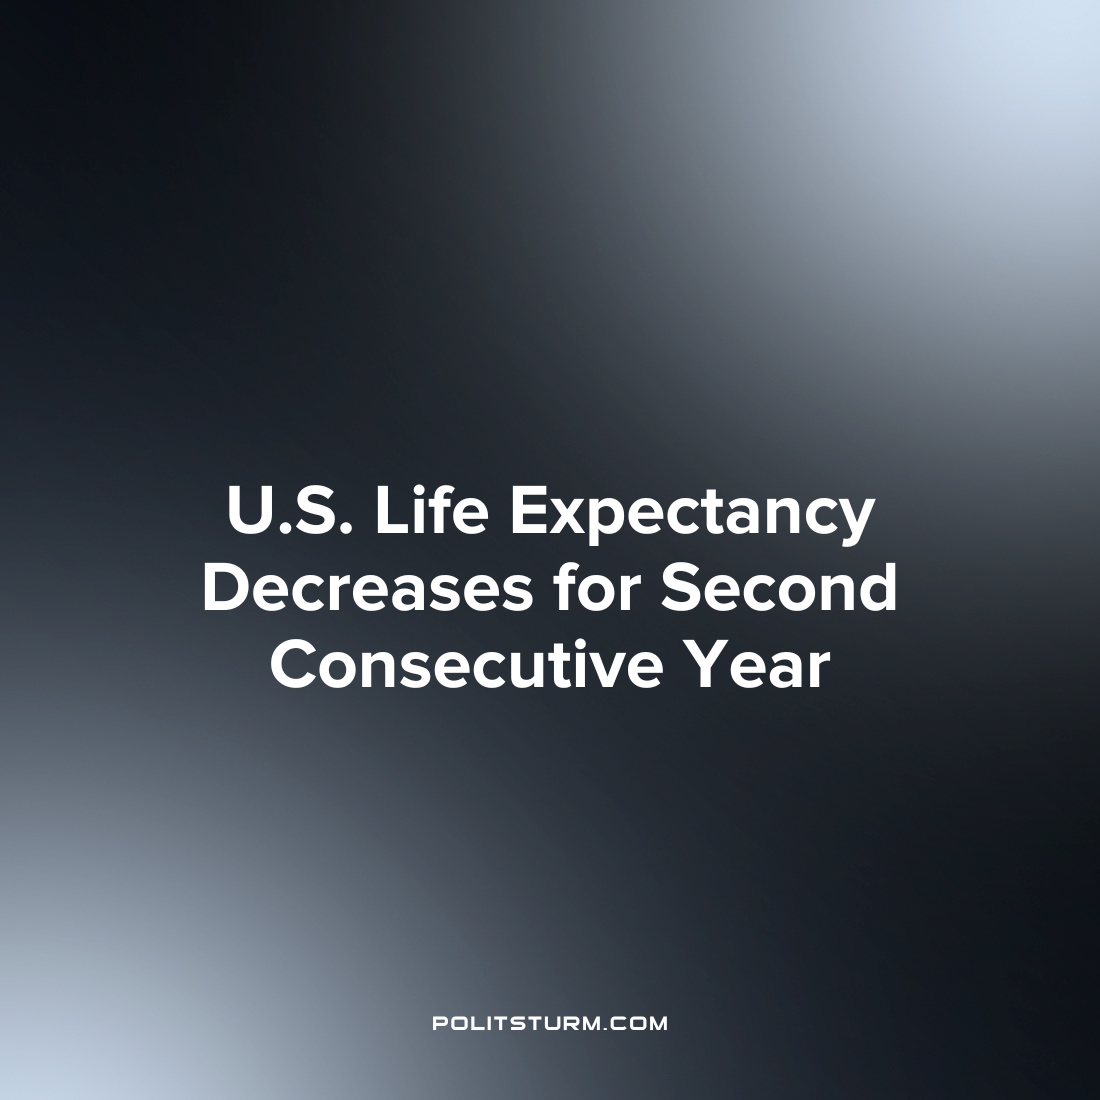 U.S. Life Expectancy
Decreases for Second
Consecutive Year
POLITSTURM.COM